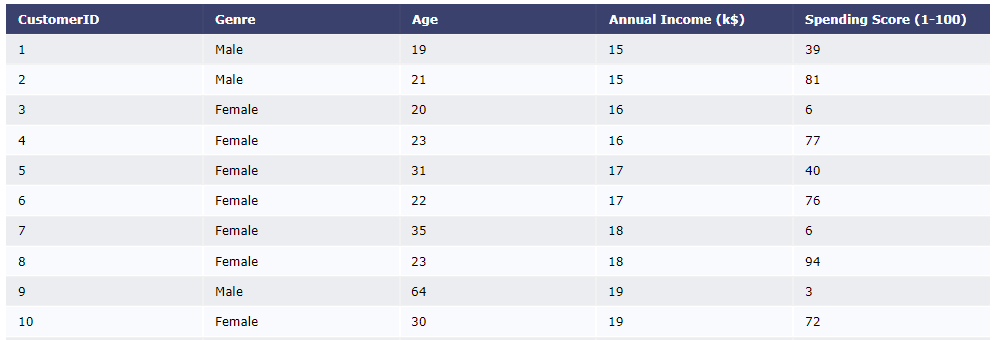 CustomerID Genre Age Annual Income (k$) Spending Score (1-100)
1 Male 19 15 39
2 Male 21 15 81
3 Female 20 16 6
4 Female 23 16 77
5 Female 31 17 40
6 Female 22 17 76
7 Female 35 18 6
8 Female 23 18 94
9 Male 64 19 3
10 Female 30 19 72